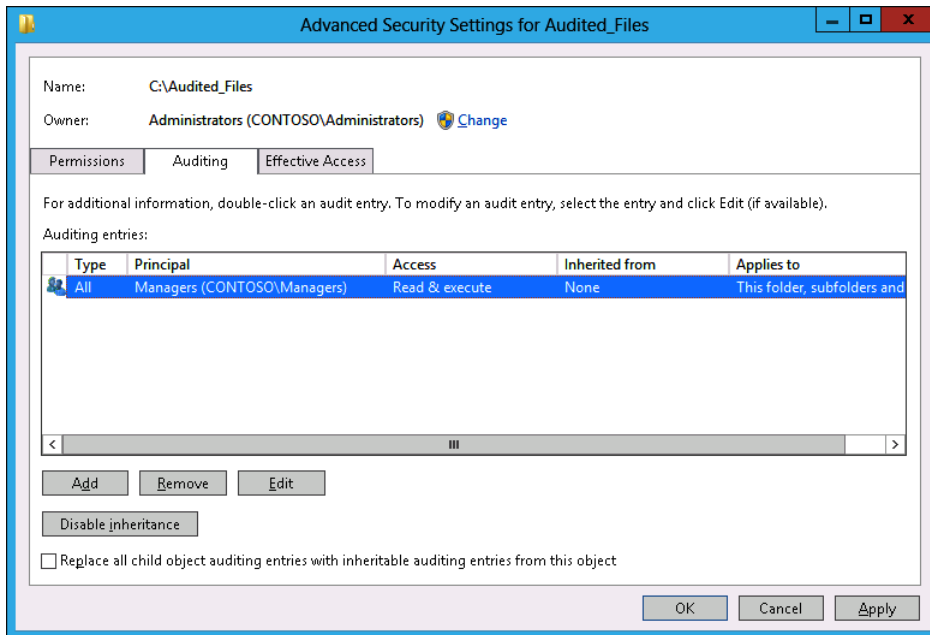 Advanced Security Settings for Audited_Files
Name: C:\Audited_Files
Owner: Administrators (CONTOSO\Administrators) Change
Permissions Auditing Effective Access
For additional information, double-click an audit entry. To modify an audit entry, select the entry and click Edit (if available).
Auditing entries:
Type Principal Access Inherited from Applies to
All Managers (CONTOSO\Managers) Read & execute None This folder, subfolders and
Add Remove Edit
Disable inheritance
Replace all child object auditing entries with inheritable auditing entries from this object
OK Cancel Apply